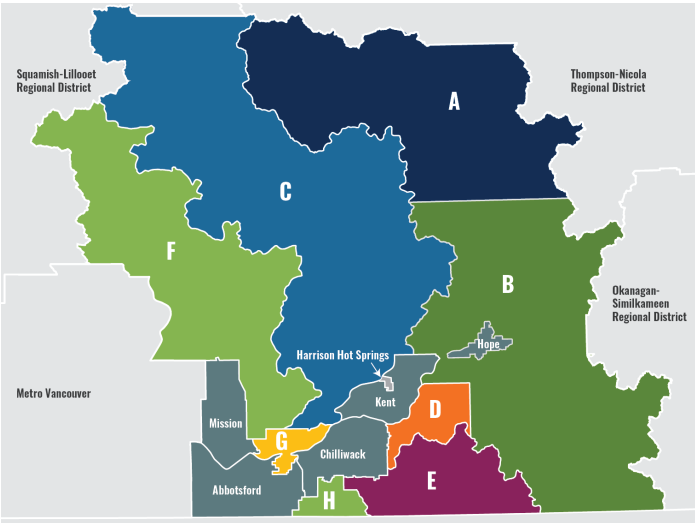 Squamish-Lillooet
Regional District
Thompson-Nicola
Regional District
A
C
F
B
Okanagan-
Similkameen
Regional District
Hope
Harrison Hot Springs
Metro Vancouver
Kent
D
Mission
G
Chilliwack
E
Abbotsford
H